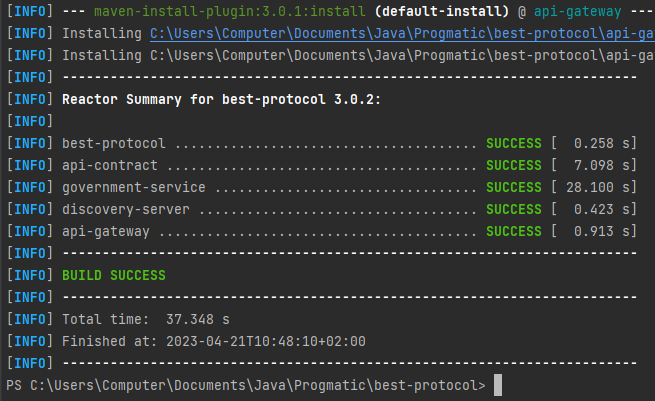 [INFO] --- maven-install-plugin:3.0.1:install (default-install) @ api-gateway ---
[INFO] Installing C:\Users\Computer\Documents\Java\Progmatic\best-protocol\api-ga
[INFO] Installing C:\Users\Computer\Documents\Java\Progmatic\best-protocol\api-ga
[INFO] ------------------------------------------------------------------------
[INFO] Reactor Summary for best-protocol 3.0.2:
[INFO]
[INFO] best-protocol ...................................... SUCCESS [  0.258 s]
[INFO] api-contract ....................................... SUCCESS [  7.098 s]
[INFO] government-service ................................. SUCCESS [ 28.100 s]
[INFO] discovery-server ................................... SUCCESS [  0.423 s]
[INFO] api-gateway ........................................ SUCCESS [  0.913 s]
[INFO] ------------------------------------------------------------------------
[INFO] BUILD SUCCESS
[INFO] ------------------------------------------------------------------------
[INFO] Total time:  37.348 s
[INFO] Finished at: 2023-04-21T10:48:10+02:00
[INFO] ------------------------------------------------------------------------
PS C:\Users\Computer\Documents\Java\Progmatic\best-protocol>